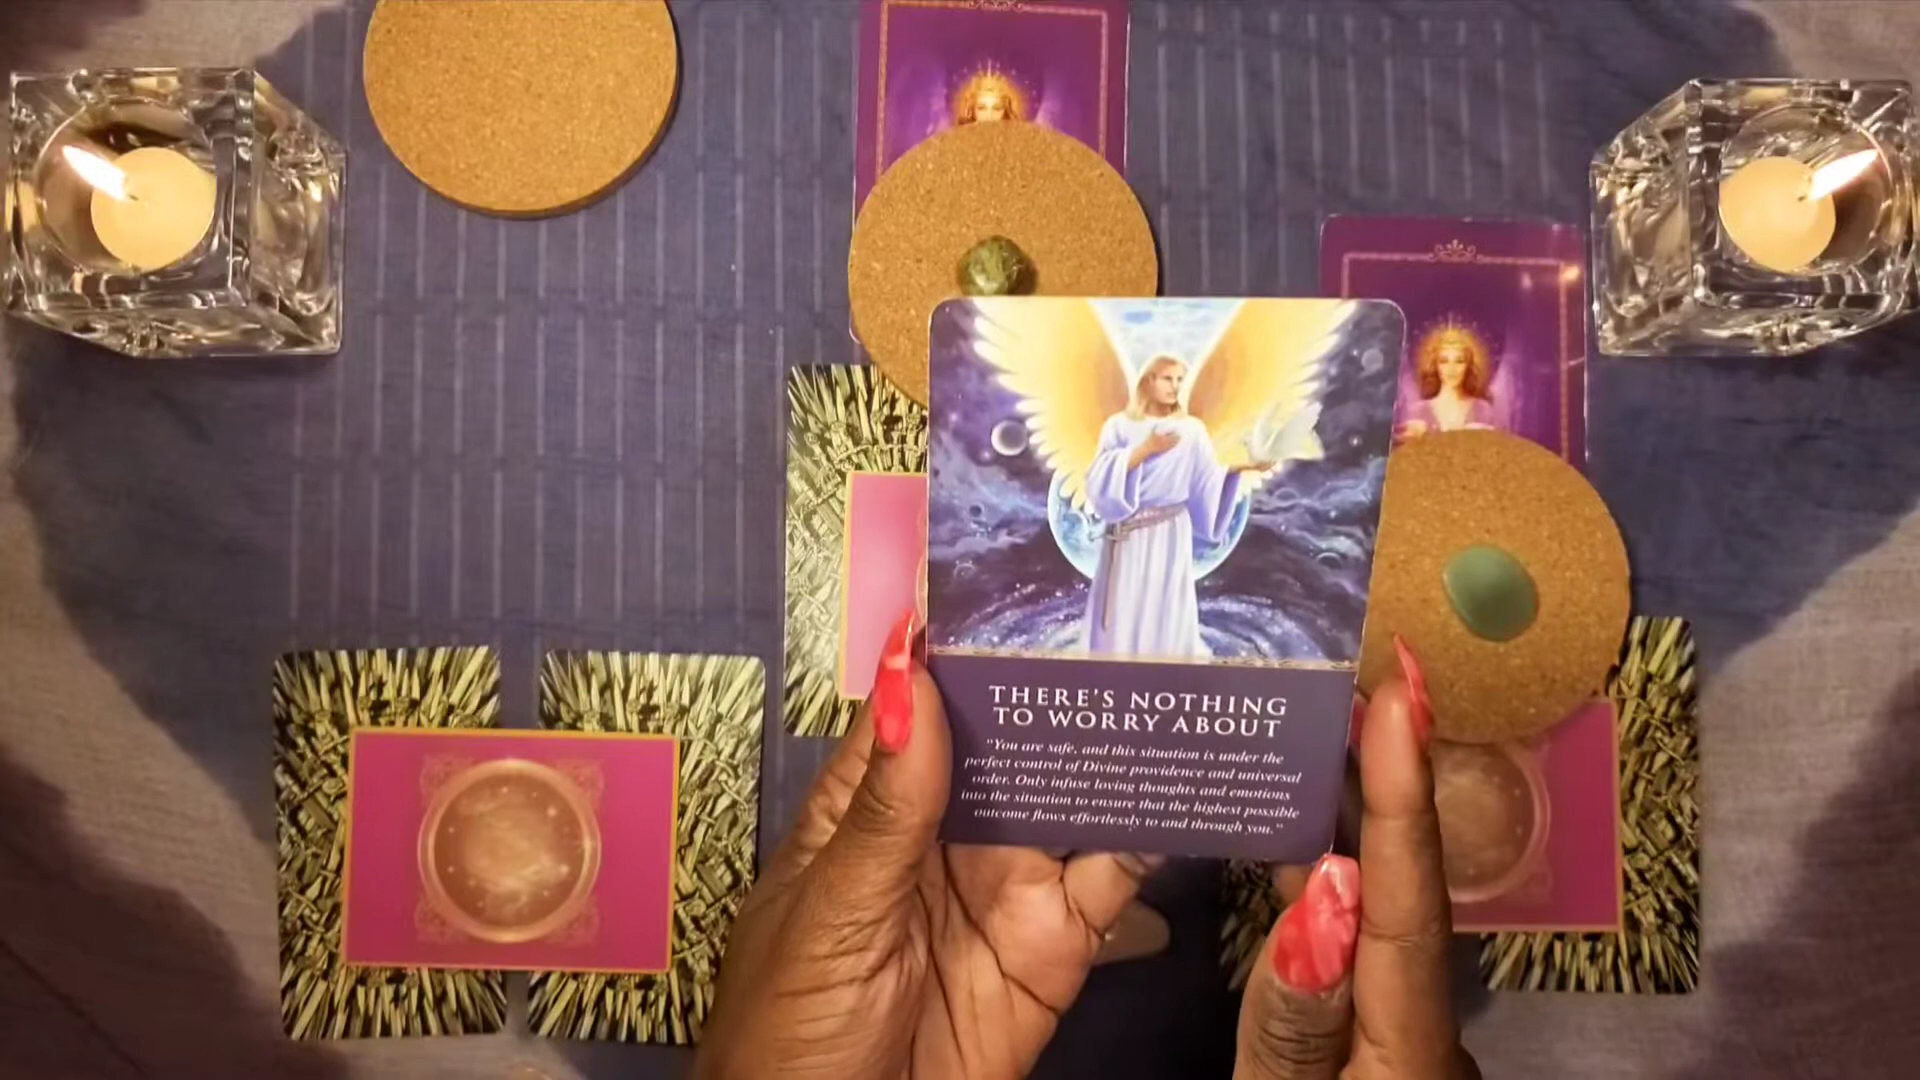 THERE'S NOTHING
TO WORRY ABOUT
"You are safe, and this situation is under the
perfect control of Divine providence and universal
order. Only infuse loving thoughts and emotions
into the situation to ensure that the highest possible
outcome flows effortlessly to and through you."